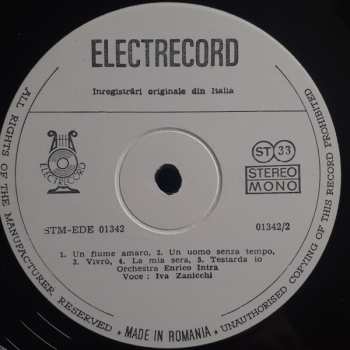 ELECTRECORD
Inregistrări originale din Italia
ELECTRECORD
ST 33
STEREO
MONO
STM-EDE 01342
01342/2
1. Un fiume amaro, 2. Un uomo senza tempo,
3. Vivrò, 4. La mia sera, 5. Testarda io
Orchestra Enrico Intra
Voce : Iva Zanicchi
ALL RIGHTS OF THE MANUFACTURER RESERVED • MADE IN ROMANIA • UNAUTHORISED COPYING OF THIS RECORD PROHIBITED